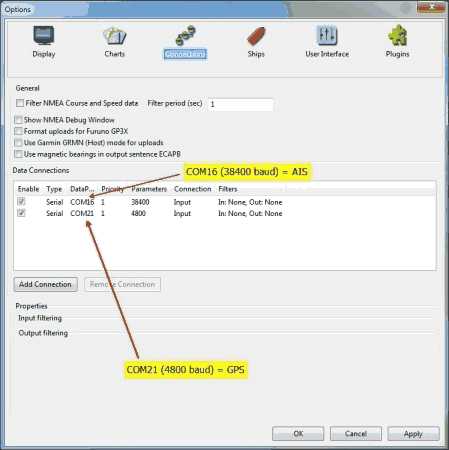 Options
Display Charts Connections Ships User Interface Plugins
General
Filter NMEA Course and Speed data Filter period (sec) 1
Show NMEA Debug Window
Format uploads for Furuno GP3X
Use Garmin GRMN (Host) mode for uploads
Use magnetic bearings in output sentence ECAPB
COM16 (38400 baud) = AIS
Data Connections
Enable Type DataP... Priority Parameters Connection Filters
Serial COM16 1 38400 Input In: None, Out: None
Serial COM21 1 4800 Input In: None, Out: None
Add Connection Remove Connection
Properties
Input filtering
Output filtering
COM21 (4800 baud) = GPS
OK Cancel Apply